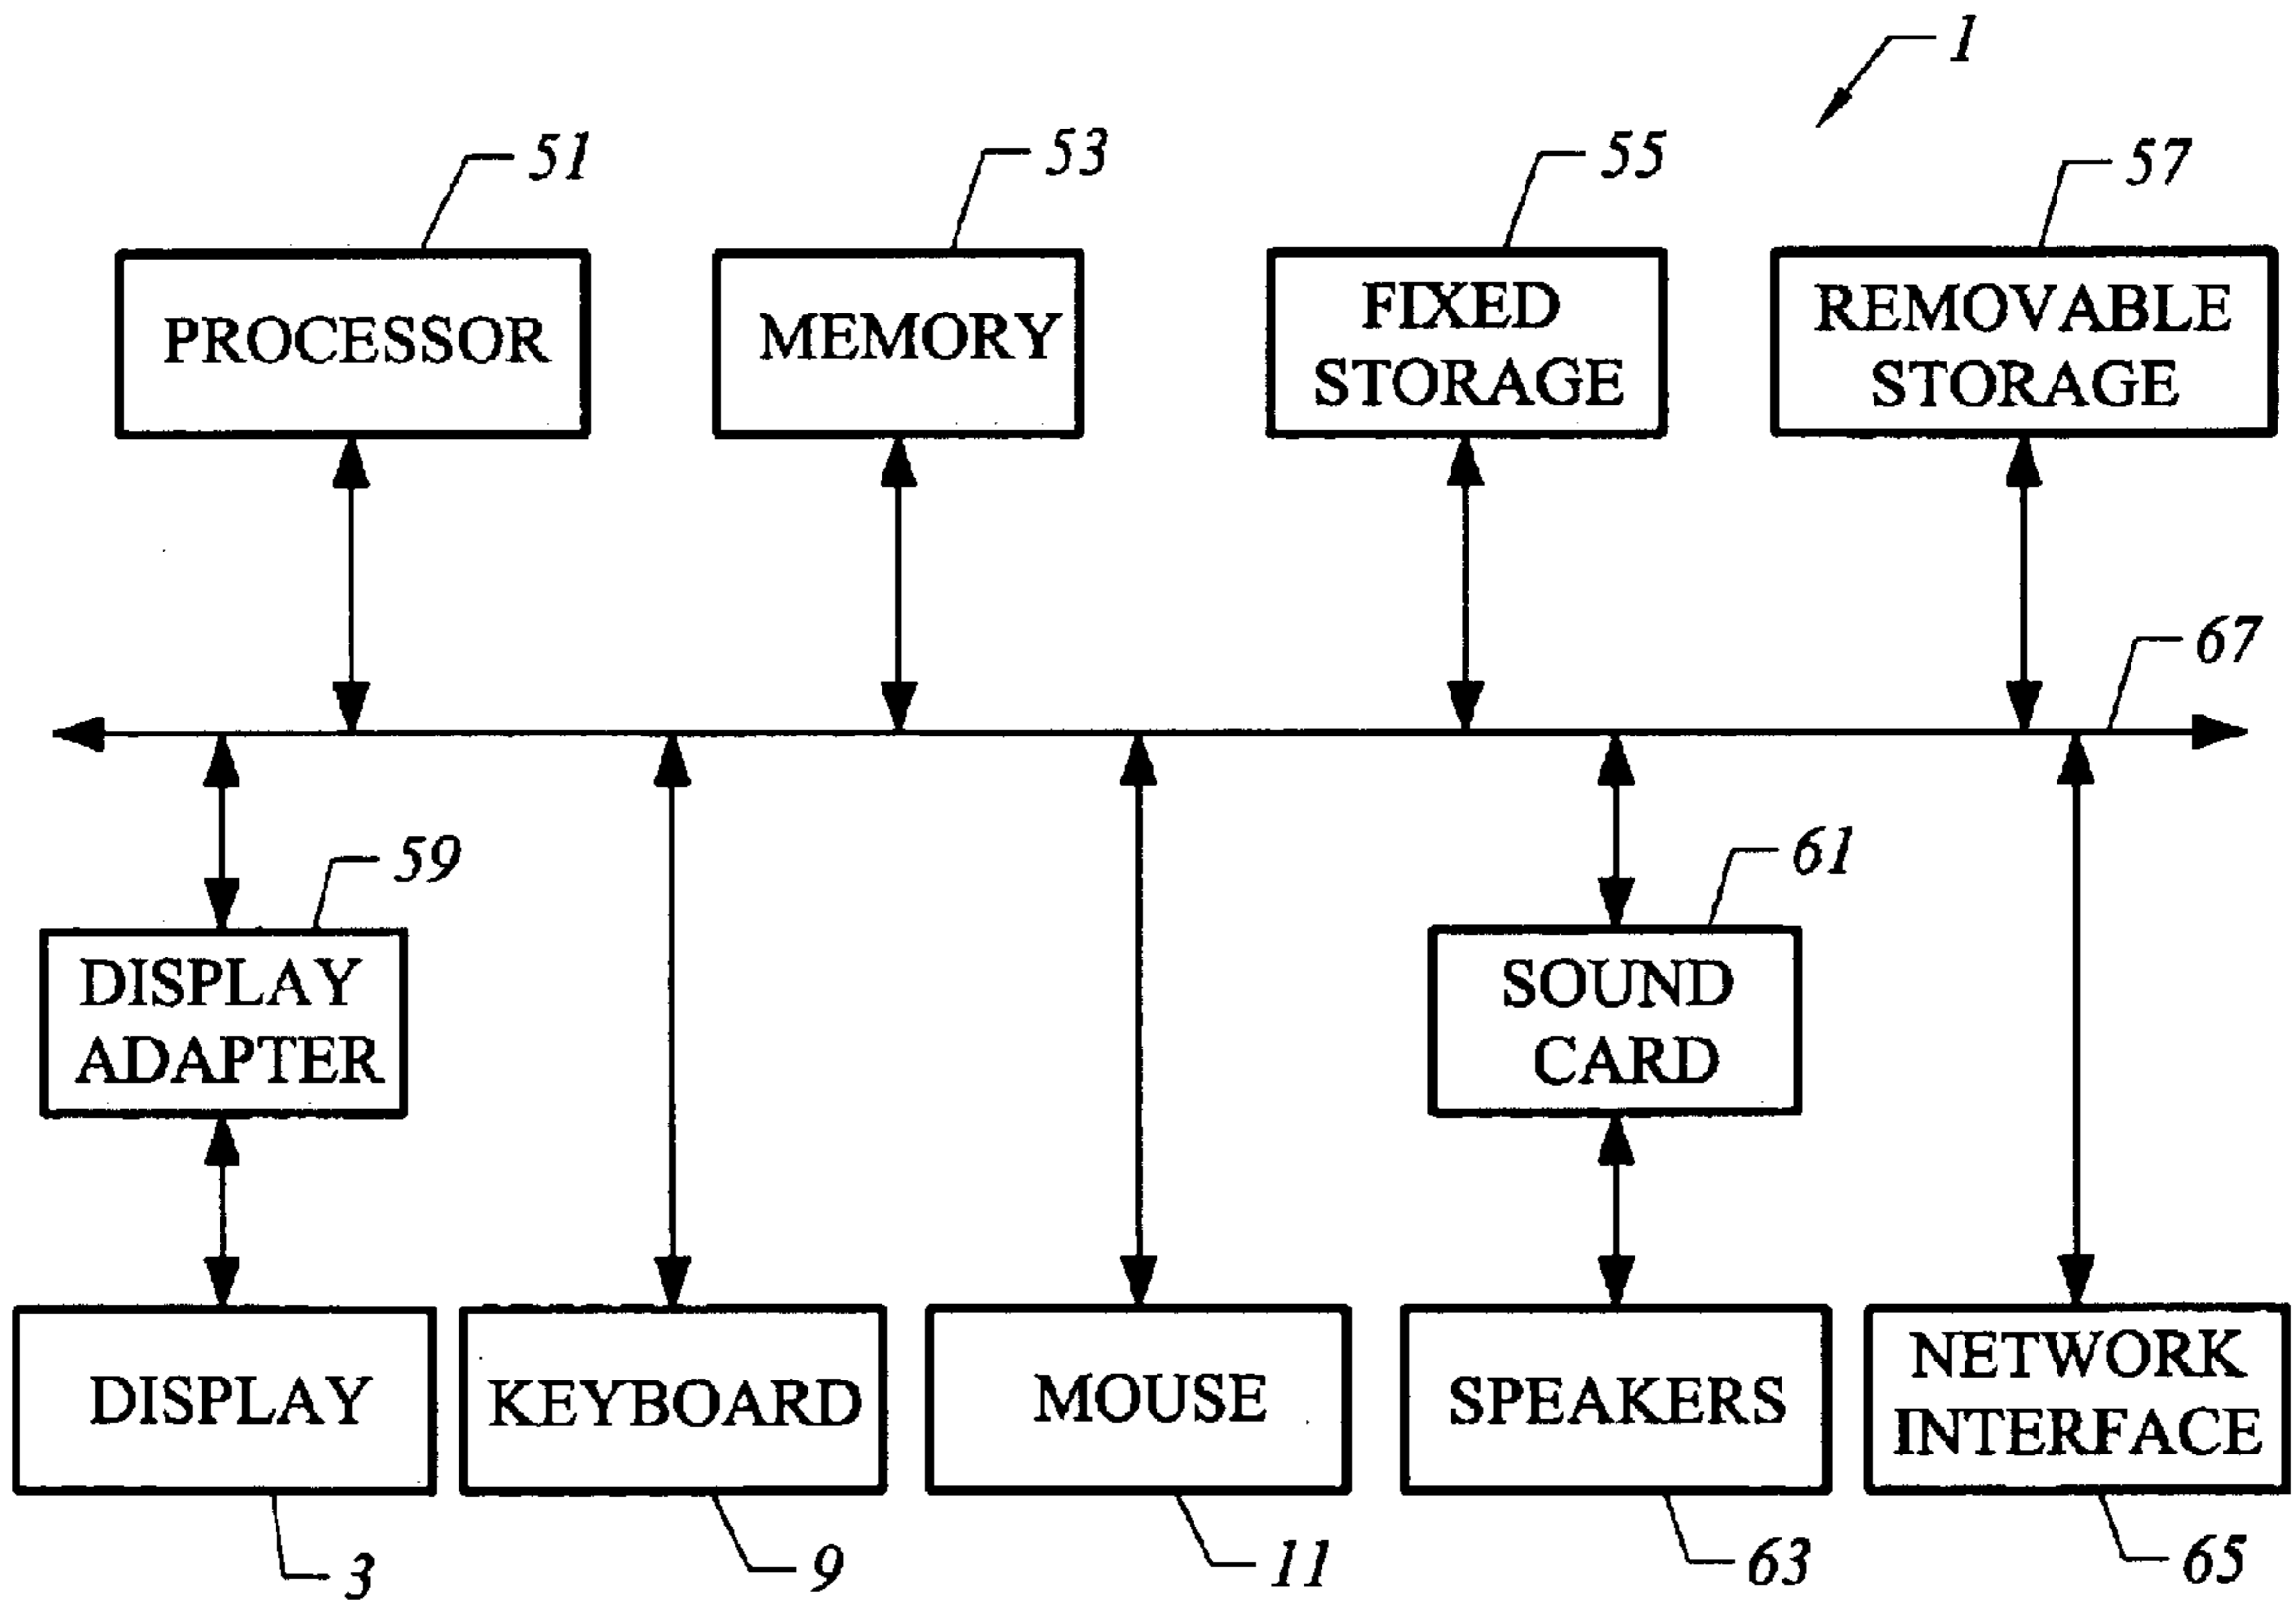 1
51
53
55
57
PROCESSOR
MEMORY
FIXED
STORAGE
REMOVABLE
STORAGE
67
59
61
DISPLAY
ADAPTER
SOUND
CARD
DISPLAY
KEYBOARD
MOUSE
SPEAKERS
NETWORK
INTERFACE
3
9
11
63
65